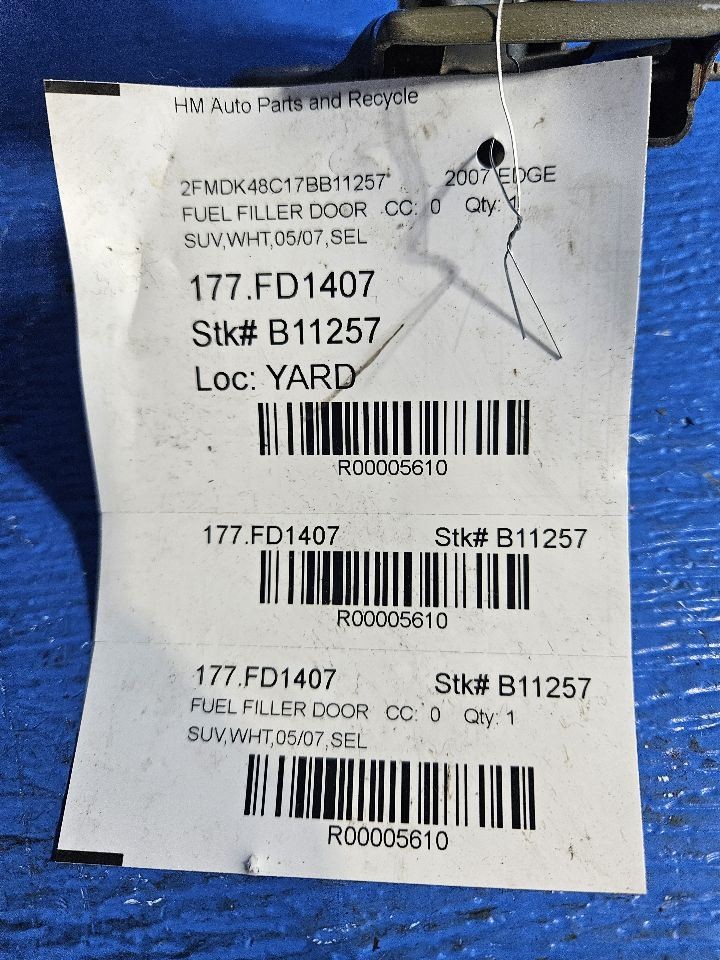 HM Auto Parts and Recycle
2FMDK48C17BB11257 2007 EDGE
FUEL FILLER DOOR CC: 0 Qty: 1
SUV,WHT,05/07,SEL
177.FD1407
Stk# B11257
Loc: YARD
R00005610
177.FD1407 Stk# B11257
R00005610
177.FD1407 Stk# B11257
FUEL FILLER DOOR CC: 0 Qty: 1
SUV,WHT,05/07,SEL
R00005610